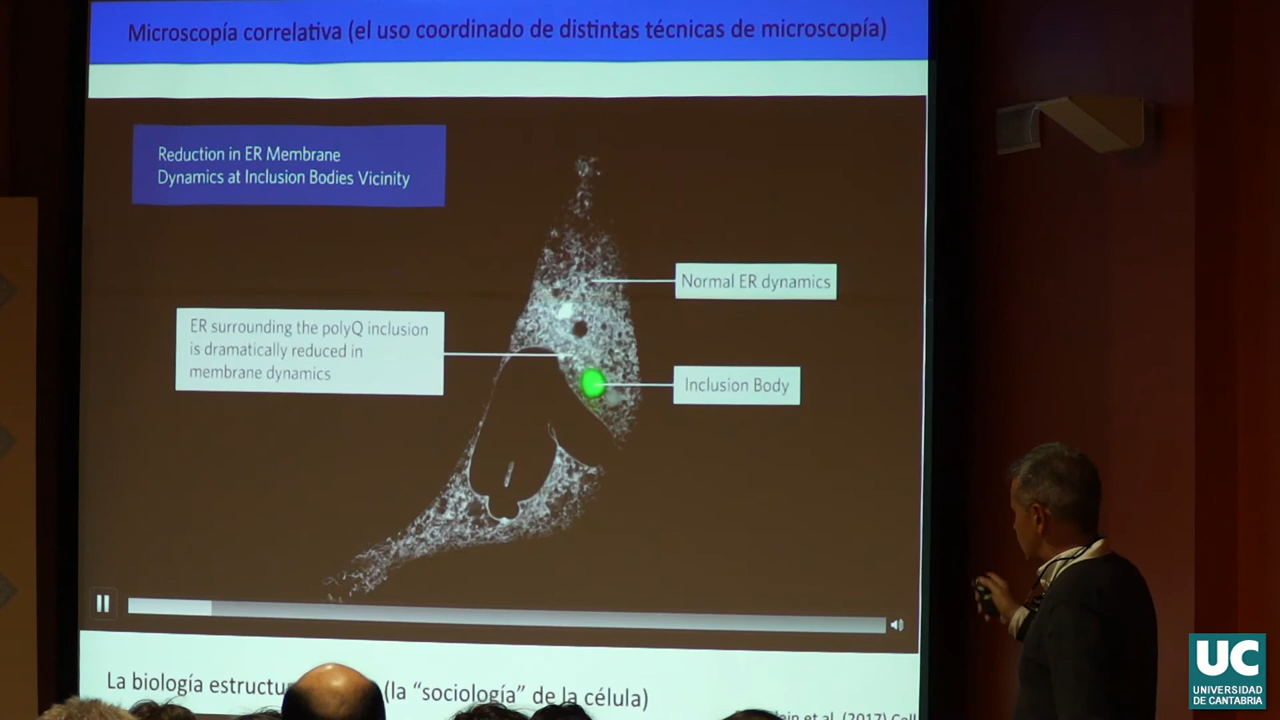 Microscopía correlativa (el uso coordinado de distintas técnicas de microscopía)
Reduction in ER Membrane
Dynamics at Inclusion Bodies Vicinity
Normal ER dynamics
ER surrounding the polyQ inclusion
is dramatically reduced in
membrane dynamics
Inclusion Body
La biología (la “sociología” de la célula)
et al. (2017) Cell
UC
UNIVERSIDAD
DE CANTABRIA